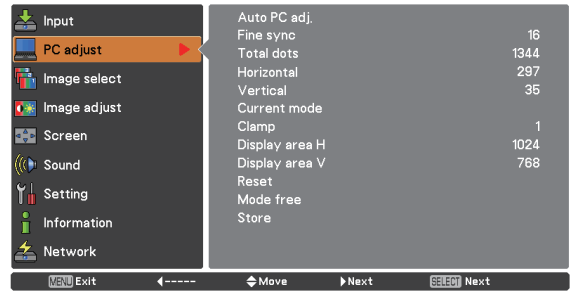 Input
PC adjust
Image select
Image adjust
Screen
Sound
Setting
Information
Network
Auto PC adj.
Fine sync 16
Total dots 1344
Horizontal 297
Vertical 35
Current mode
Clamp 1
Display area H 1024
Display area V 768
Reset
Mode free
Store
MENU Exit ----- Move Next SELECT Next